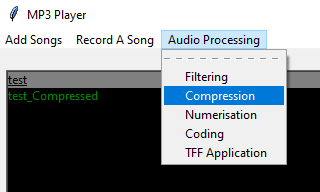 MP3 Player
Add Songs Record A Song Audio Processing
test
test_Compressed
Filtering
Compression
Numerisation
Coding
TFF Application